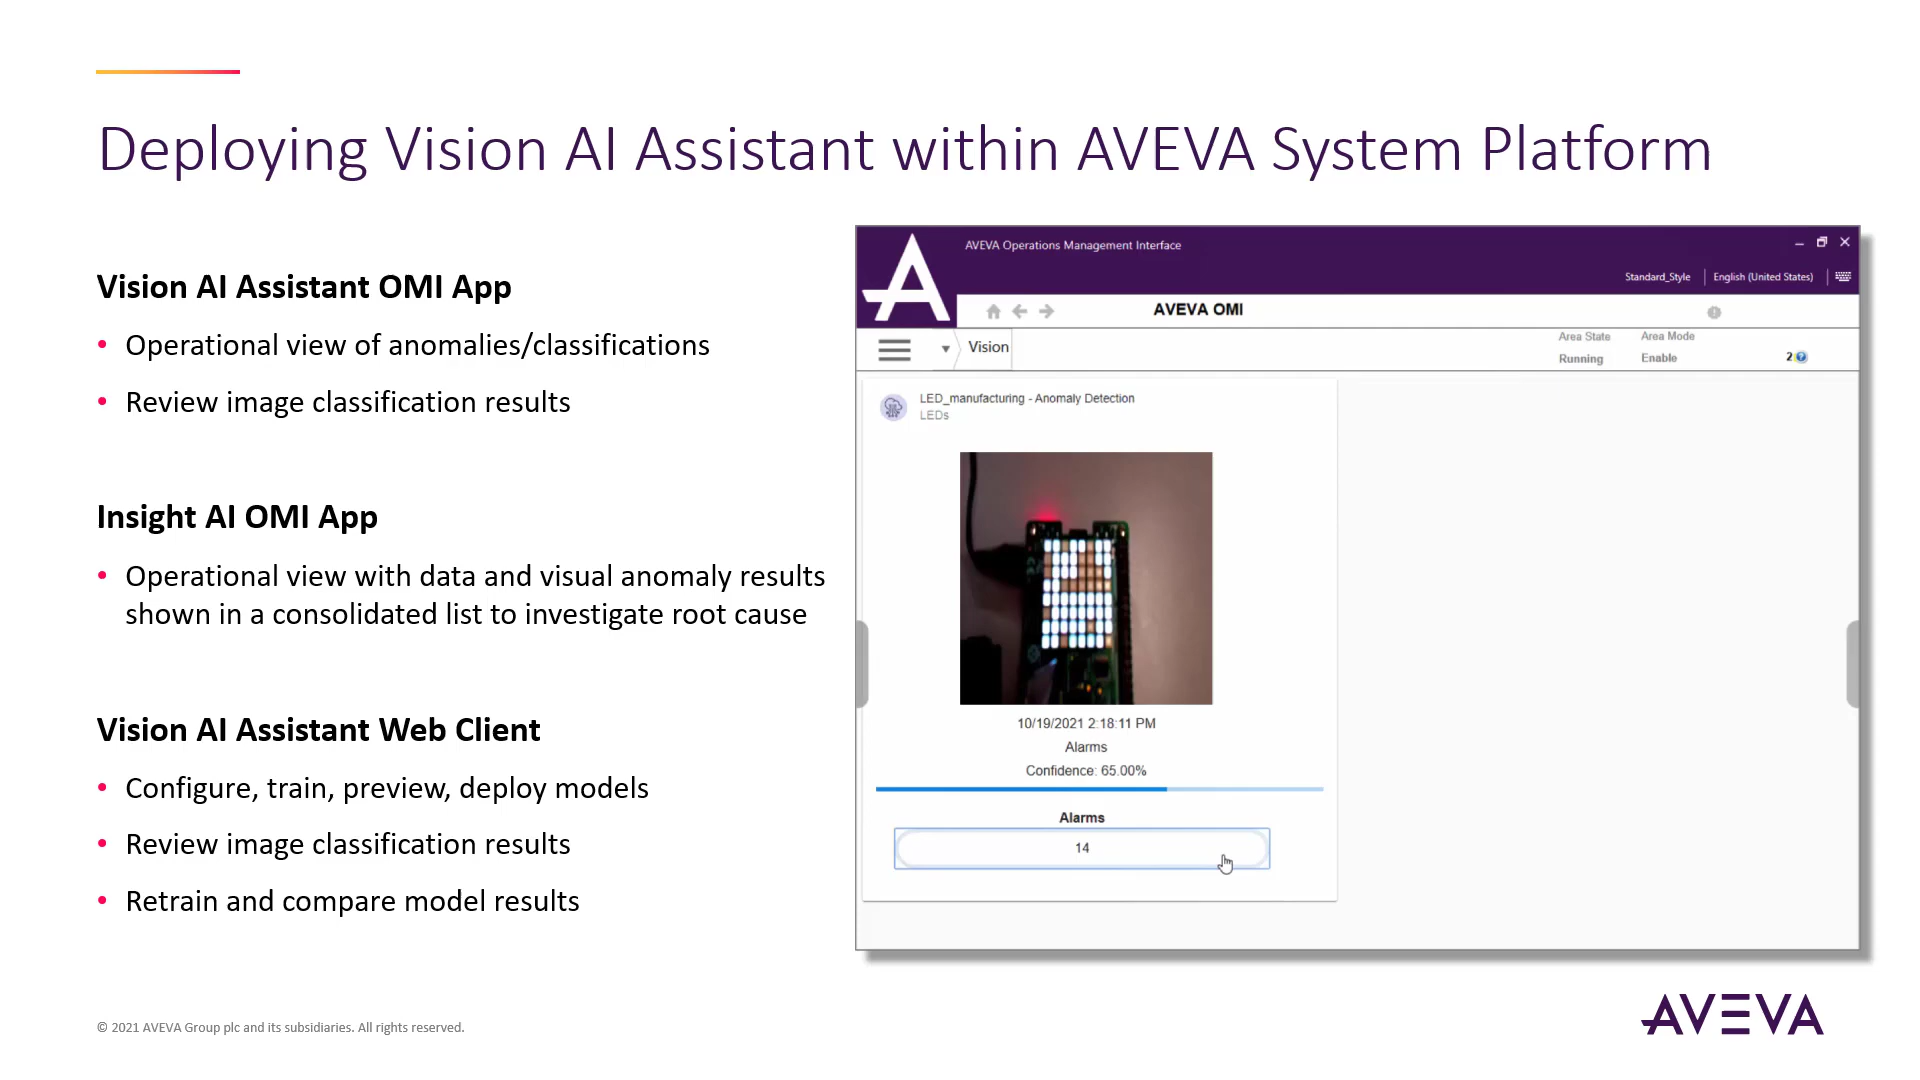 Deploying Vision AI Assistant within AVEVA System Platform
Vision AI Assistant OMI App
• Operational view of anomalies/classifications
• Review image classification results
Insight AI OMI App
• Operational view with data and visual anomaly results
shown in a consolidated list to investigate root cause
Vision AI Assistant Web Client
• Configure, train, preview, deploy models
• Review image classification results
• Retrain and compare model results
AVEVA Operations Management Interface
Standard_Style
English (United States)
AVEVA OMI
Vision
Area State
Area Mode
Running
Enable
2
LED_manufacturing - Anomaly Detection
LEDs
10/19/2021 2:18:11 PM
Alarms
Confidence: 65.00%
Alarms
14
© 2021 AVEVA Group plc and its subsidiaries. All rights reserved.
AVEVA